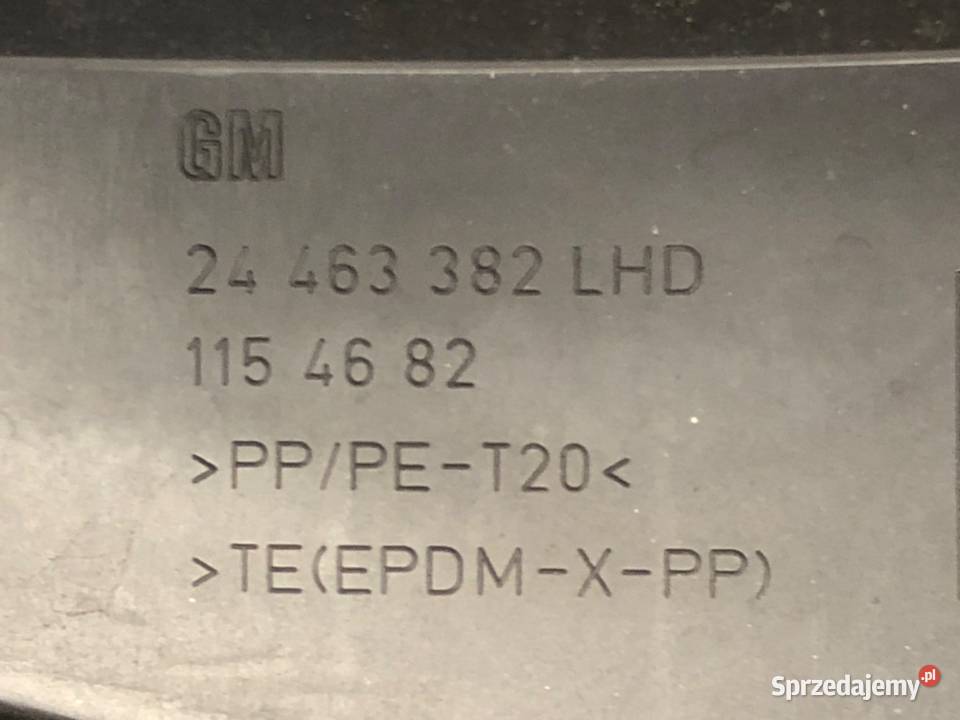 GM
24 463 382 LHD
115 46 82
>PP/PE-T20<
>TE(EPDM-X-PP)
Sprzedajemy.pl